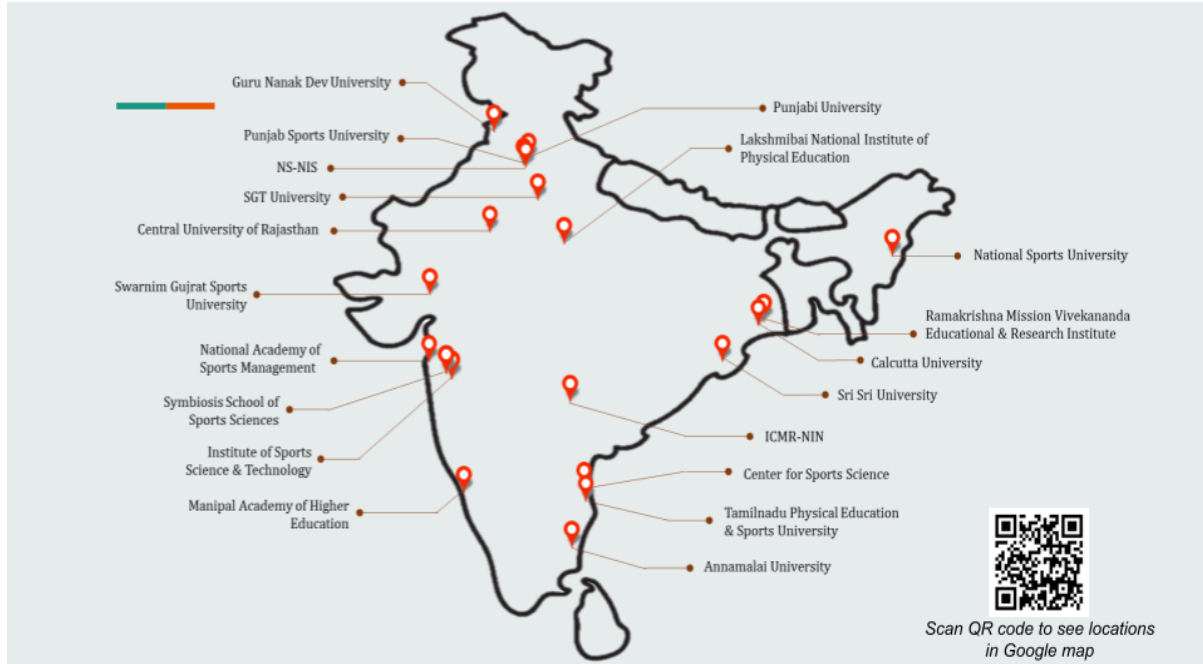 Guru Nanak Dev University
Punjab Sports University
NS-NIS
SGT University
Central University of Rajasthan
Swarnim Gujrat Sports
University
National Academy of
Sports Management
Symbiosis School of
Sports Sciences
Institute of Sports
Science & Technology
Manipal Academy of Higher
Education
Punjabi University
Lakshmibai National Institute of
Physical Education
National Sports University
Ramakrishna Mission Vivekananda
Educational & Research Institute
Calcutta University
Sri Sri University
ICMR-NIN
Center for Sports Science
Tamilnadu Physical Education
& Sports University
Annamalai University
Scan QR code to see locations
in Google map